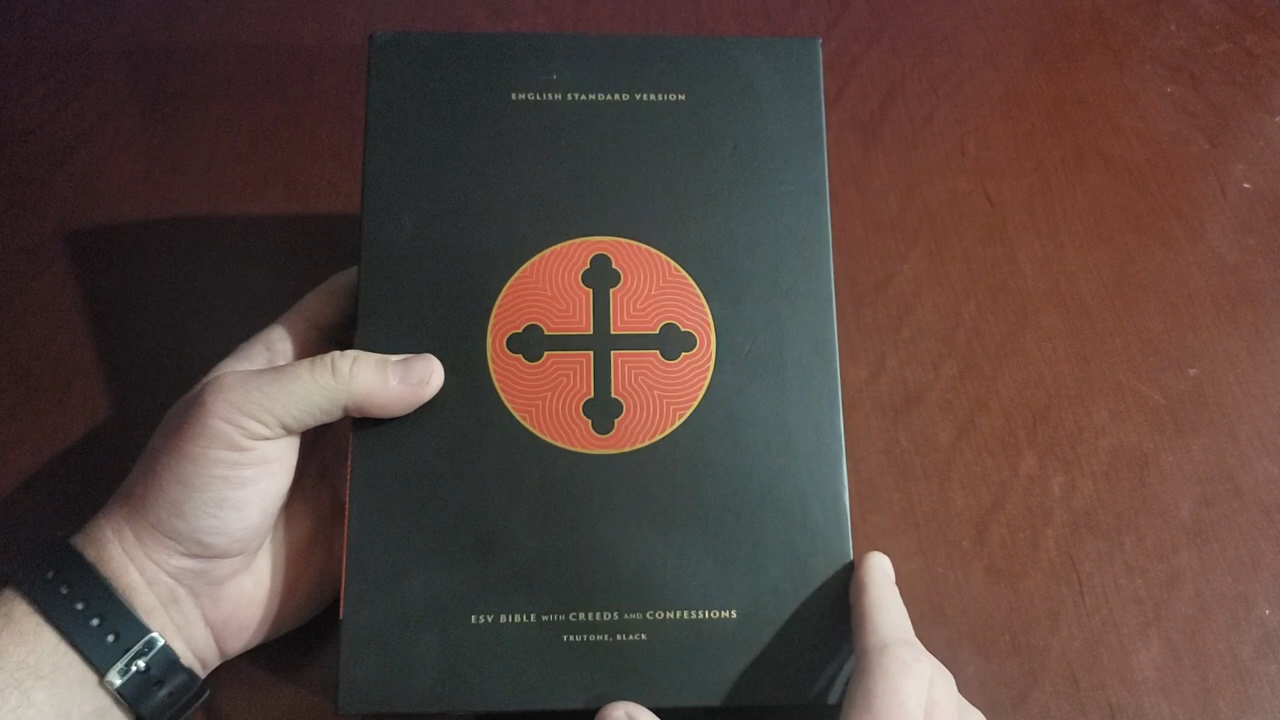 ENGLISH STANDARD VERSION
ESV BIBLE WITH CREEDS AND CONFESSIONS
TRUTONE, BLACK